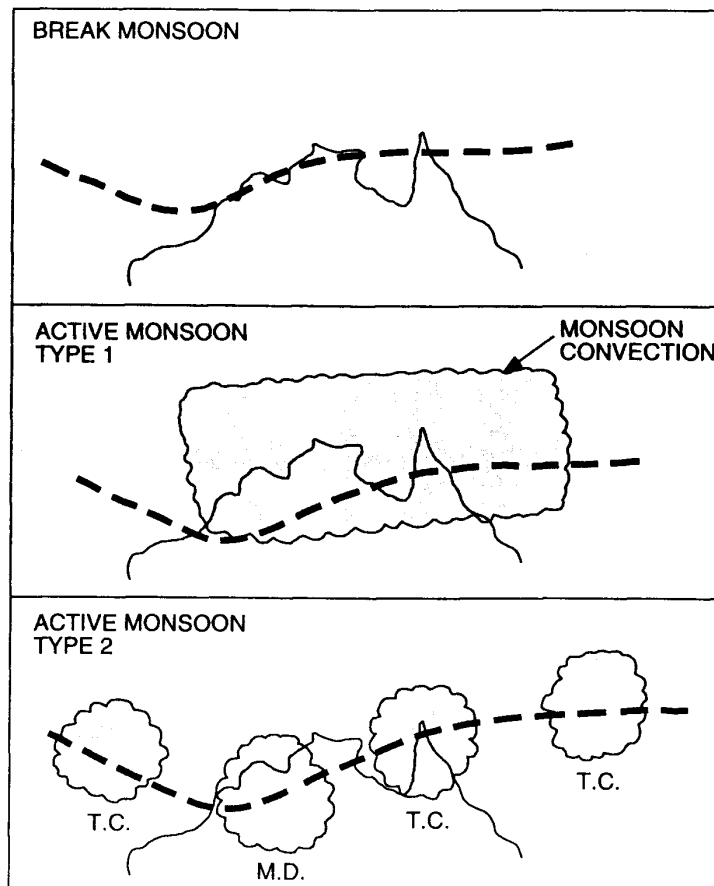 BREAK MONSOON
ACTIVE MONSOON
TYPE 1
MONSOON
CONVECTION
ACTIVE MONSOON
TYPE 2
T.C.
M.D.
T.C.
T.C.